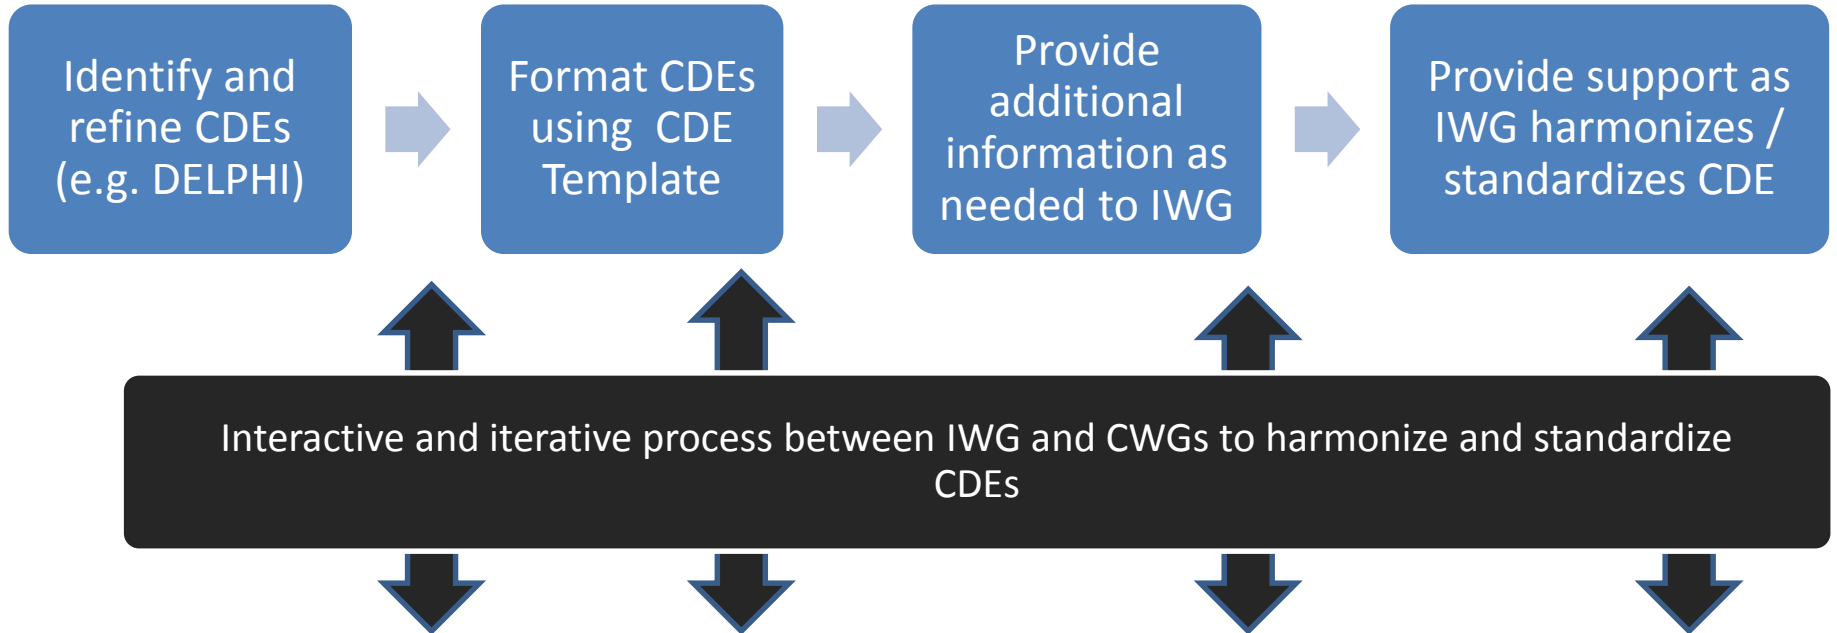 Identify and
refine CDEs
(e.g. DELPHI)
Format CDEs
using CDE
Template
Provide
additional
information as
needed to IWG
Provide support as
IWG harmonizes /
standardizes CDE
Interactive and iterative process between IWG and CWGs to harmonize and standardize
CDEs